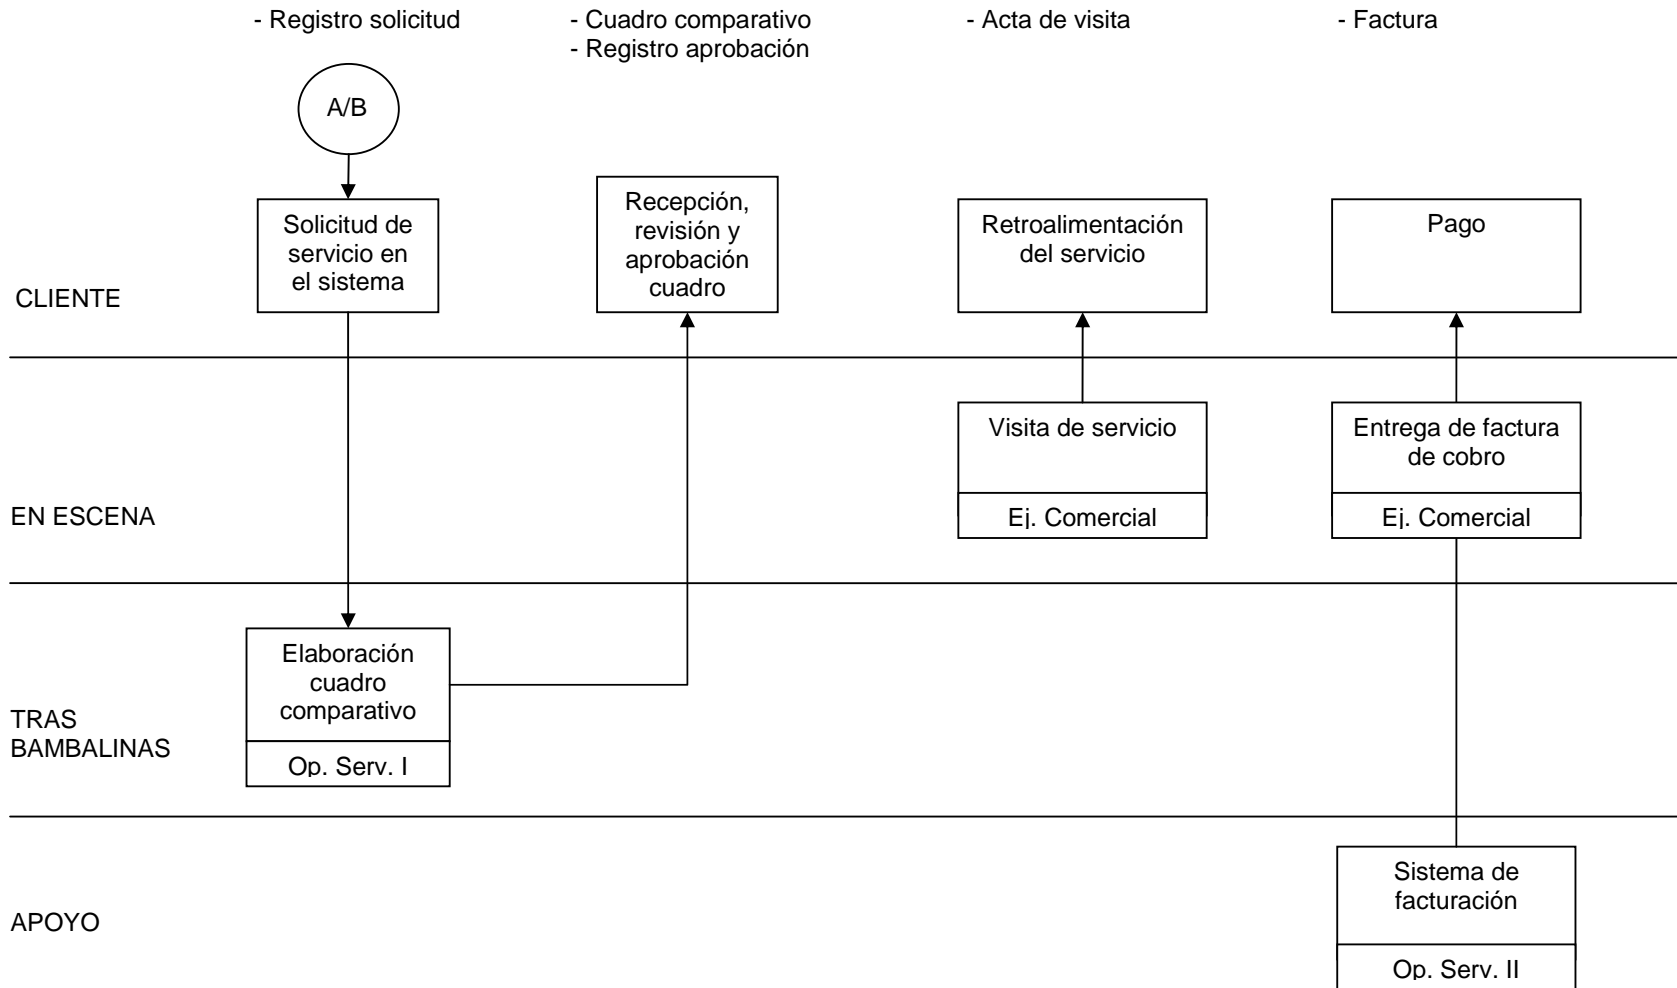 - Registro solicitud
- Cuadro comparativo
- Registro aprobación
- Acta de visita
- Factura
A/B
Solicitud de
servicio en
el sistema
Recepción,
revisión y
aprobación
cuadro
Retroalimentación
del servicio
Pago
CLIENTE
Visita de servicio
Ej. Comercial
Entrega de factura
de cobro
Ej. Comercial
EN ESCENA
Elaboración
cuadro
comparativo
Op. Serv. I
TRAS
BAMBALINAS
Sistema de
facturación
Op. Serv. II
APOYO